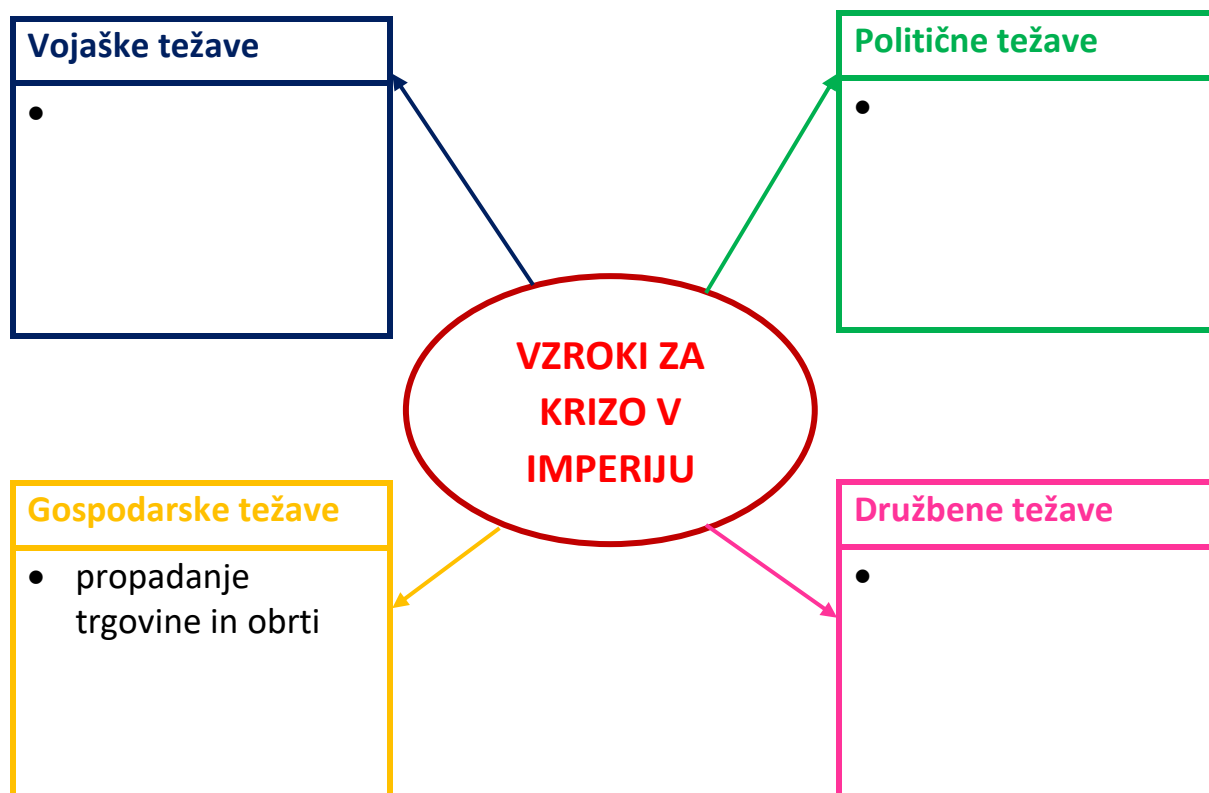 Vojaške težave
•
Politične težave
•
VZROKI ZA
KRIZO V
IMPERIJU
Gospodarske težave
• propadanje
trgovine in obrti
Družbene težave
•